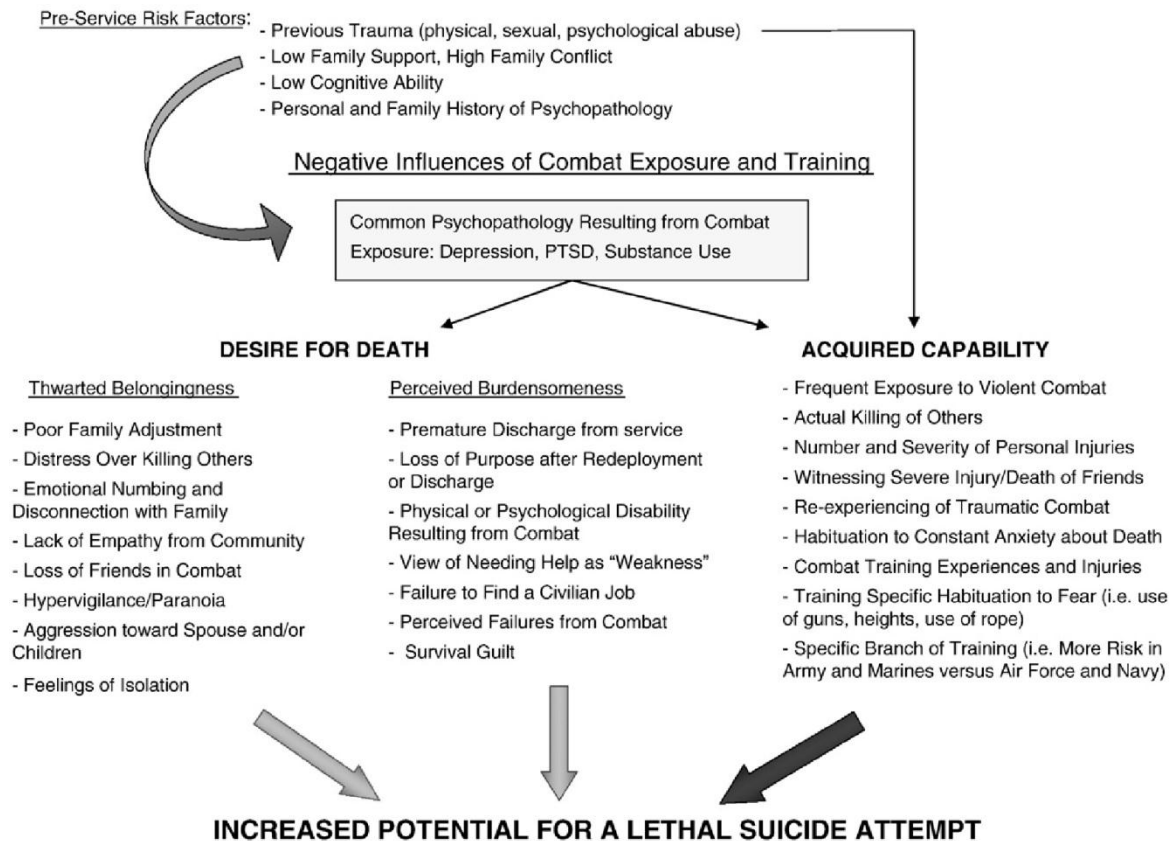 Pre-Service Risk Factors:
- Previous Trauma (physical, sexual, psychological abuse)
- Low Family Support, High Family Conflict
- Low Cognitive Ability
- Personal and Family History of Psychopathology
Negative Influences of Combat Exposure and Training
Common Psychopathology Resulting from Combat
Exposure: Depression, PTSD, Substance Use
DESIRE FOR DEATH
Thwarted Belongingness
- Poor Family Adjustment
- Distress Over Killing Others
- Emotional Numbing and
Disconnection with Family
- Lack of Empathy from Community
- Loss of Friends in Combat
- Hypervigilance/Paranoia
- Aggression toward Spouse and/or
Children
- Feelings of Isolation
Perceived Burdensomeness
- Premature Discharge from service
- Loss of Purpose after Redeployment
or Discharge
- Physical or Psychological Disability
Resulting from Combat
- View of Needing Help as “Weakness”
- Failure to Find a Civilian Job
- Perceived Failures from Combat
- Survival Guilt
ACQUIRED CAPABILITY
- Frequent Exposure to Violent Combat
- Actual Killing of Others
- Number and Severity of Personal Injuries
- Witnessing Severe Injury/Death of Friends
- Re-experiencing of Traumatic Combat
- Habituation to Constant Anxiety about Death
- Combat Training Experiences and Injuries
- Training Specific Habituation to Fear (i.e. use
of guns, heights, use of rope)
- Specific Branch of Training (i.e. More Risk in
Army and Marines versus Air Force and Navy)
INCREASED POTENTIAL FOR A LETHAL SUICIDE ATTEMPT